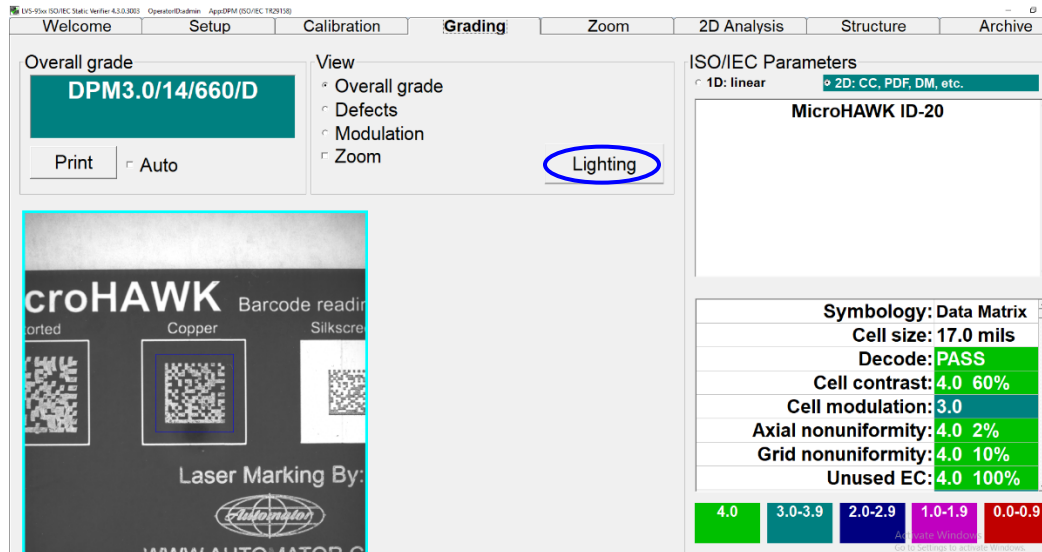 LVS-95xx ISO/IEC Static Verifier 4.3.0.3003 OperatorID:admin App:DPM (ISO/IEC TR29158)
Welcome Setup Calibration Grading Zoom 2D Analysis Structure Archive
Overall grade
DPM3.0/14/660/D
Print Auto
View
Overall grade
Defects
Modulation
Zoom
Lighting
ISO/IEC Parameters
1D: linear 2D: CC, PDF, DM, etc.
MicroHAWK ID-20
croHAWK Barcode readin
orted Copper Silkscre
Laser Marking By:
Automator
WWW.AUTOMATOR.C
Symbology: Data Matrix
Cell size: 17.0 mils
Decode: PASS
Cell contrast: 4.0 60%
Cell modulation: 3.0
Axial nonuniformity: 4.0 2%
Grid nonuniformity: 4.0 10%
Unused EC: 4.0 100%
4.0 3.0-3.9 2.0-2.9 1.0-1.9 0.0-0.9
Activate Windows
Go to Settings to activate Windows.